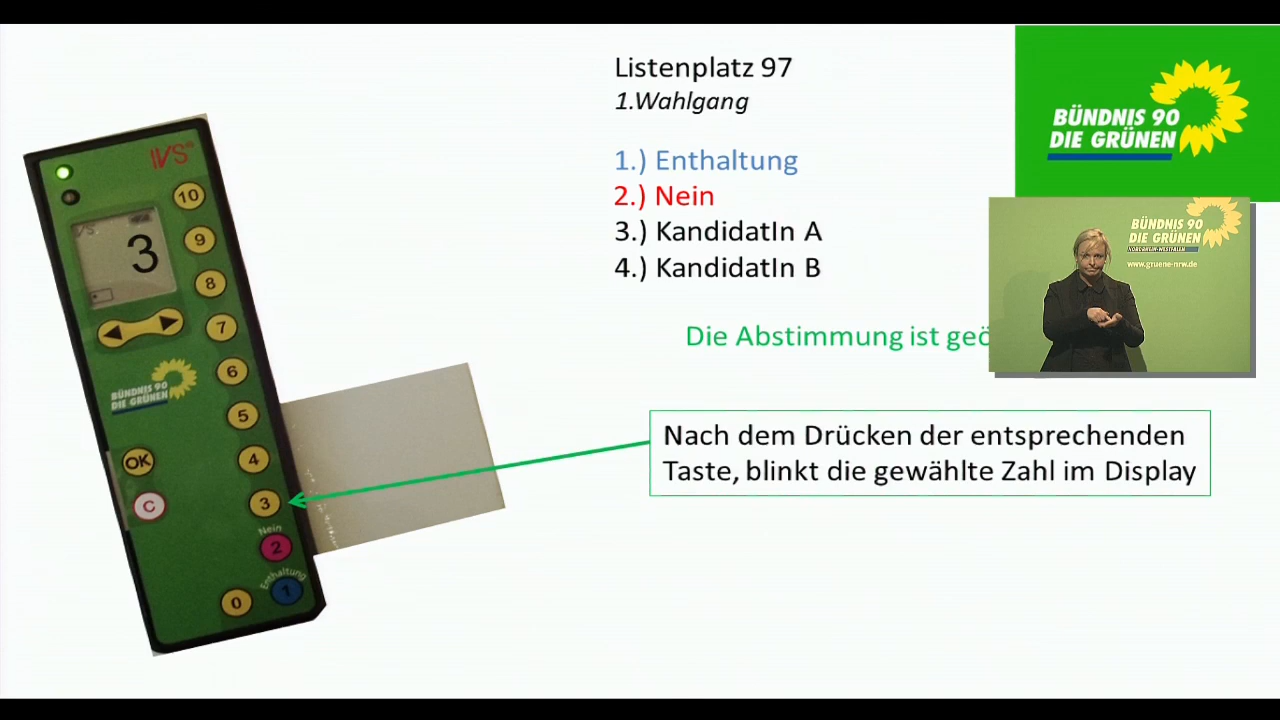 Listenplatz 97
1.Wahlgang
1.) Enthaltung
2.) Nein
3.) KandidatIn A
4.) KandidatIn B
Die Abstimmung ist geö
Nach dem Drücken der entsprechenden
Taste, blinkt die gewählte Zahl im Display
BÜNDNIS 90
DIE GRÜNEN
BÜNDNIS 90
DIE GRÜNEN
NORDRHEIN-WESTFALEN
www.gruene-nrw.de
IVS
10
9
3
8
7
6
BÜNDNIS 90
DIE GRÜNEN
5
4
OK
3
C
Nein
2
Enthaltung
1
0